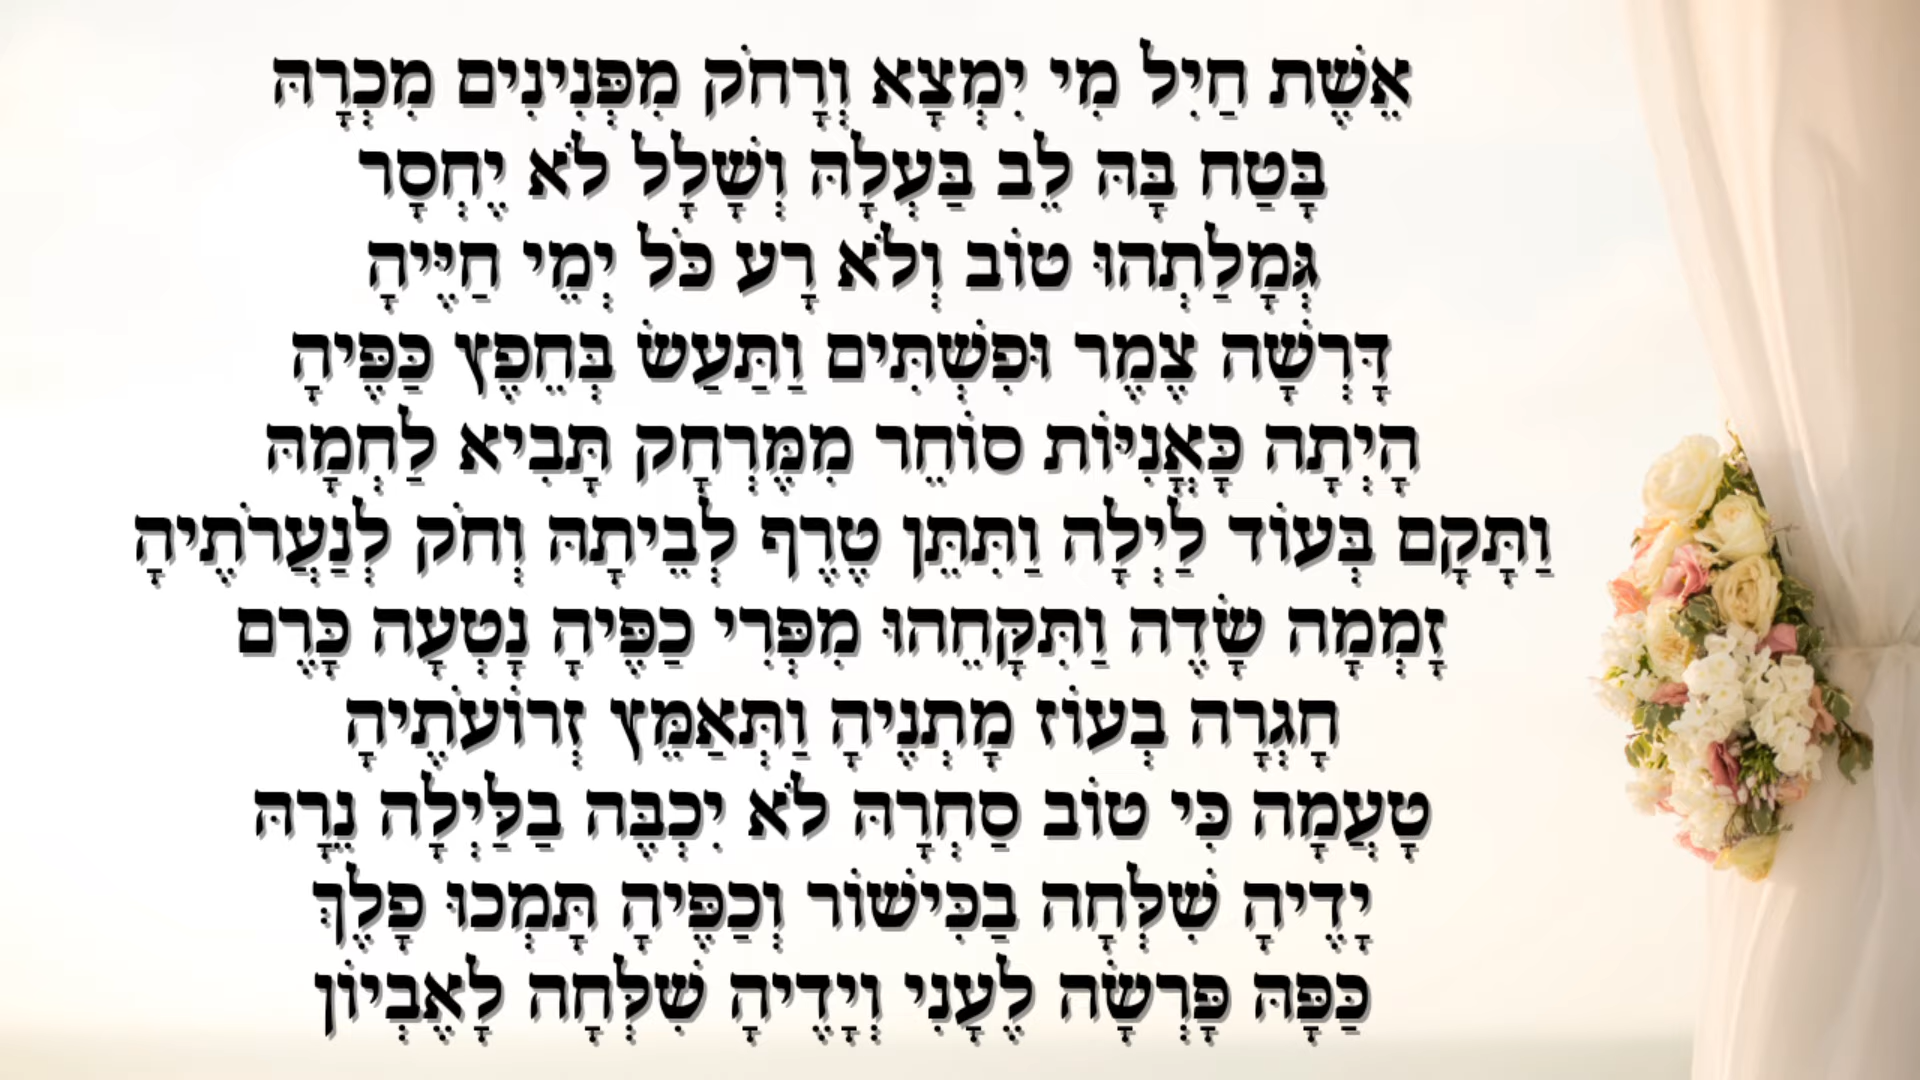 אֵשֶׁת חַיִל מִי יִמְצָא וְרָחֹק מִפְּנִינִים מִכְרָהּ
בָּטַח בָּהּ לֵב בַּעְלָהּ וְשָׁלָל לֹא יֶחְסָר
גְּמָלַתְהוּ טוֹב וְלֹא רָע כֹּל יְמֵי חַיֶּיהָ
דָּרְשָׁה צֶמֶר וּפִשְׁתִּים וַתַּעַשׂ בְּחֵפֶץ כַּפֶּיהָ
הָיְתָה כָּאֳנִיּוֹת סוֹחֵר מִמֶּרְחָק תָּבִיא לַחְמָהּ
וַתָּקָם בְּעוֹד לַיְלָה וַתִּתֵּן טֶרֶף לְבֵיתָהּ וְחֹק לְנַעֲרֹתֶיהָ
זָמְמָה שָׂדֶה וַתִּקָּחֵהוּ מִפְּרִי כַפֶּיהָ נָטְעָה כָּרֶם
חָגְרָה בְעוֹז מָתְנֶיהָ וַתְּאַמֵּץ זְרוֹעֹתֶיהָ
טָעֲמָה כִּי טוֹב סַחְרָהּ לֹא יִכְבֶּה בַלַּיְלָה נֵרָהּ
יָדֶיהָ שִׁלְּחָה בַכִּישׁוֹר וְכַפֶּיהָ תָּמְכוּ פָלֶךְ
כַּפָּהּ פָּרְשָׂה לֶעָנִי וְיָדֶיהָ שִׁלְּחָה לָאֶבְיוֹן